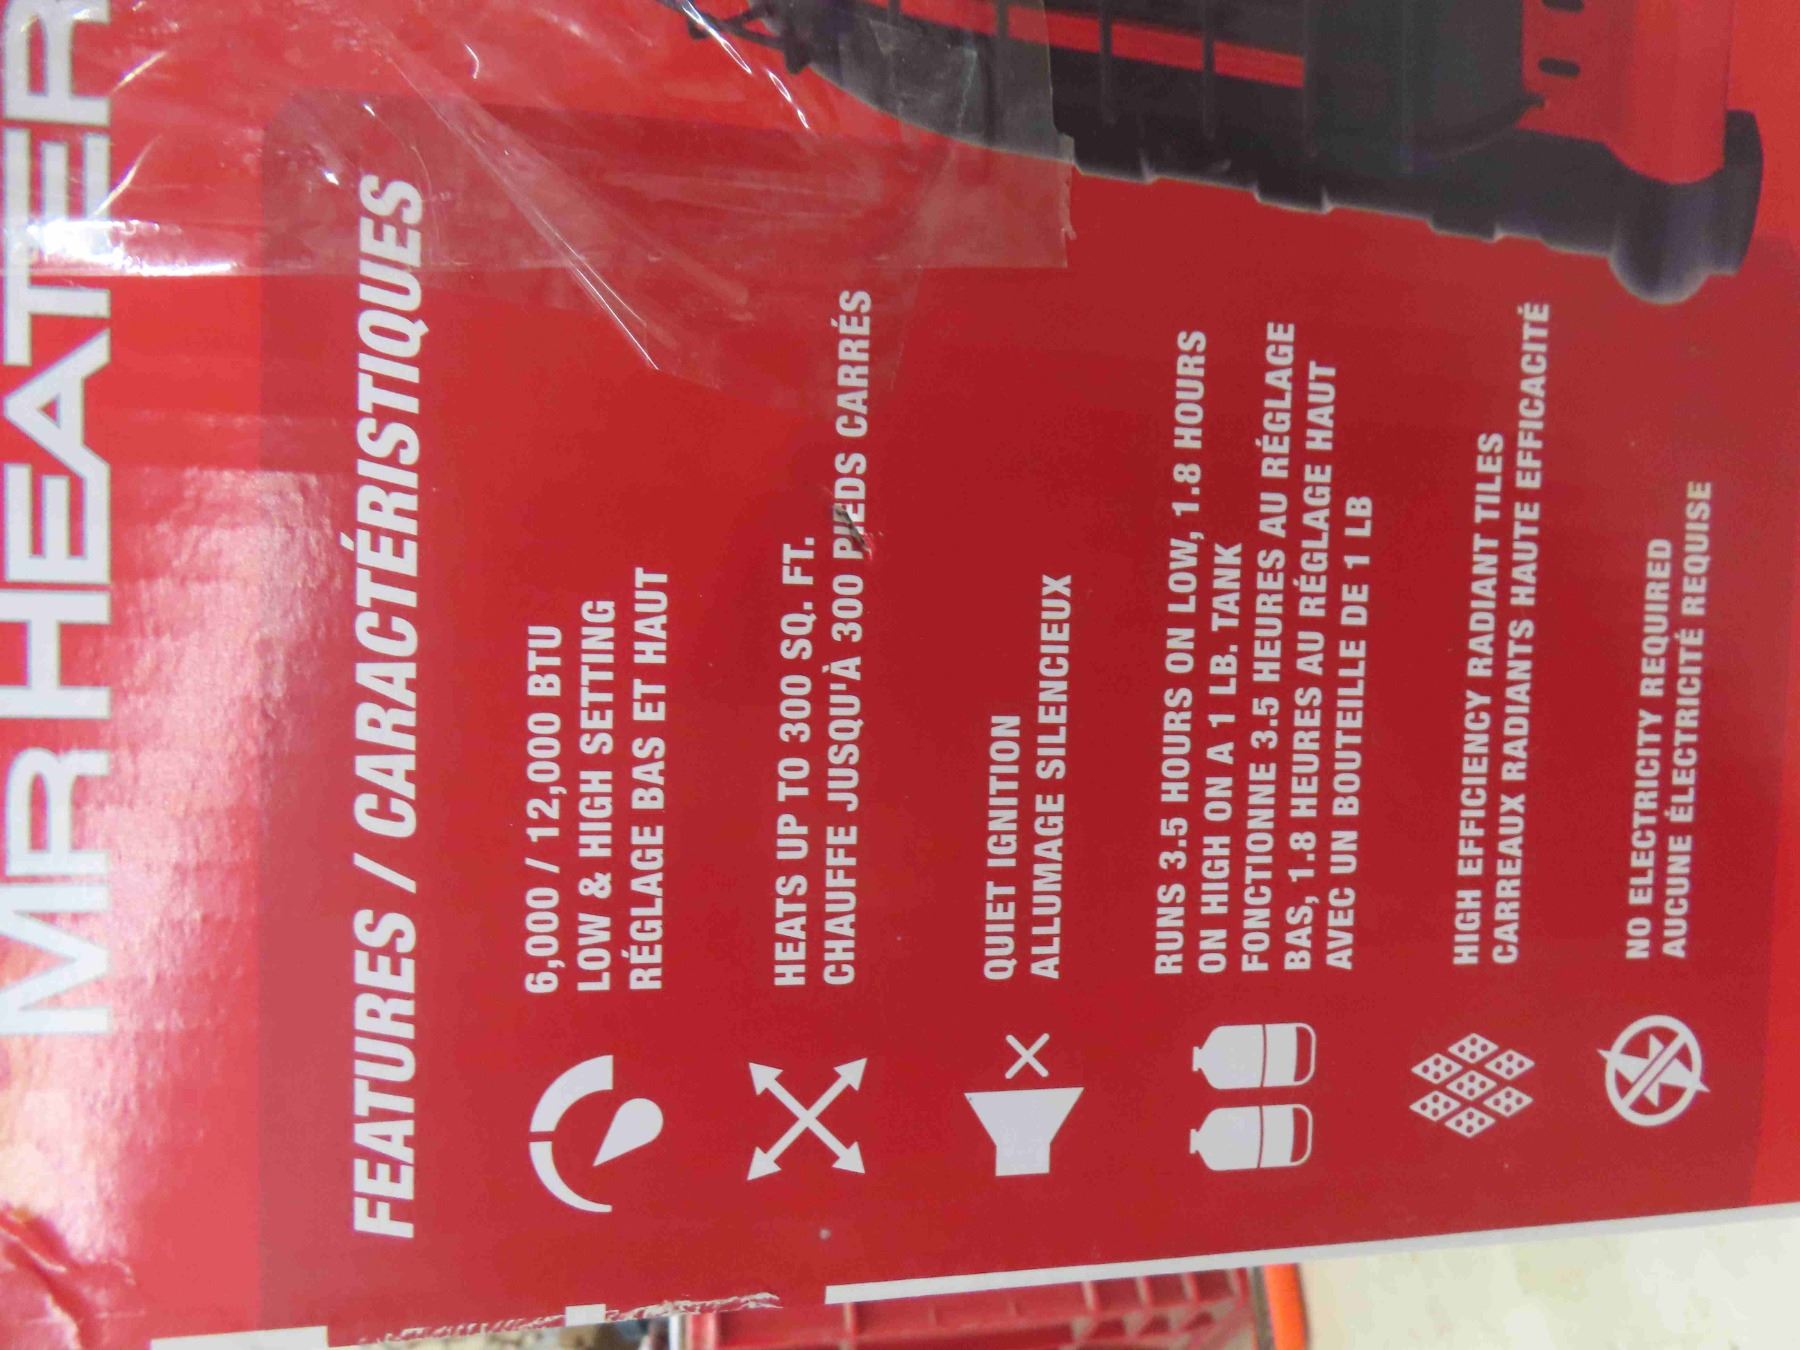 MR HEATER
FEATURES / CARACTÉRISTIQUES
6,000 / 12,000 BTU
LOW & HIGH SETTING
RÉGLAGE BAS ET HAUT
HEATS UP TO 300 SQ. FT.
CHAUFFE JUSQU'À 300 PIEDS CARRÉS
QUIET IGNITION
ALLUMAGE SILENCIEUX
RUNS 3.5 HOURS ON LOW, 1.8 HOURS
ON HIGH ON A 1 LB. TANK
FONCTIONNE 3.5 HEURES AU RÉGLAGE
BAS, 1.8 HEURES AU RÉGLAGE HAUT
AVEC UN BOUTEILLE DE 1 LB
HIGH EFFICIENCY RADIANT TILES
CARREAUX RADIANTS HAUTE EFFICACITÉ
NO ELECTRICITY REQUIRED
AUCUNE ÉLECTRICITÉ REQUISE